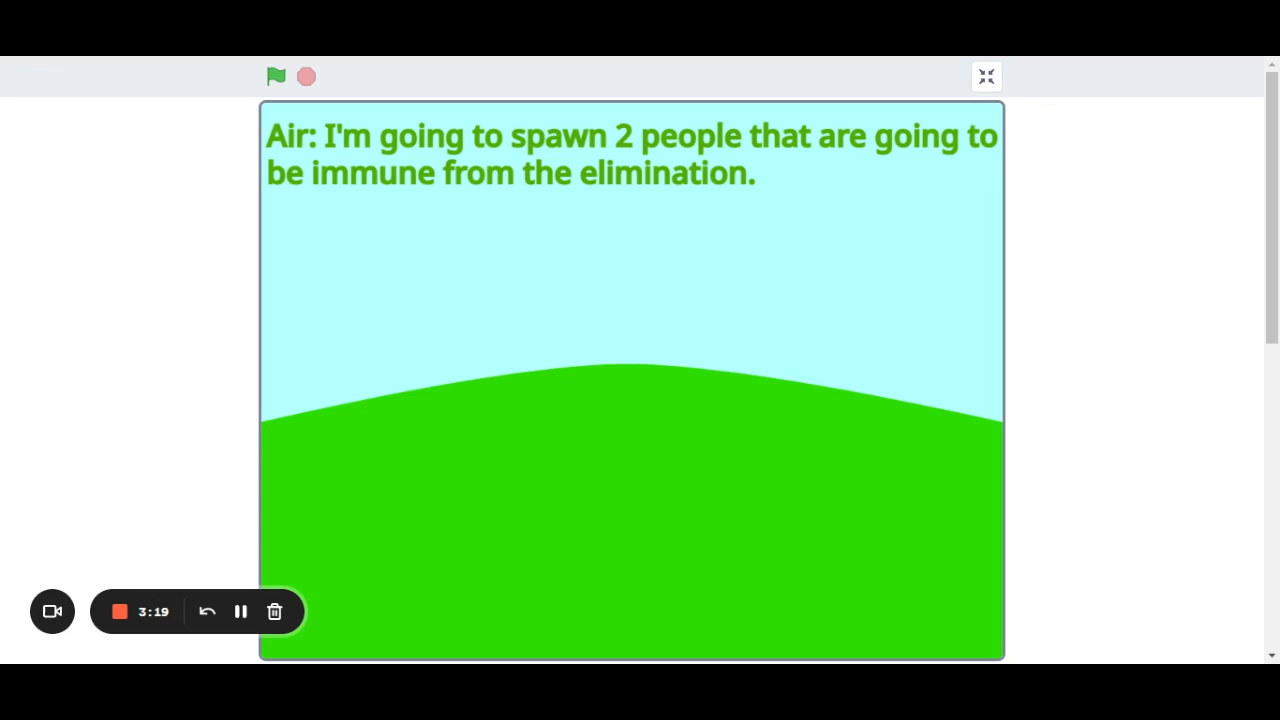 Air: I'm going to spawn 2 people that are going to
be immune from the elimination.
3:19